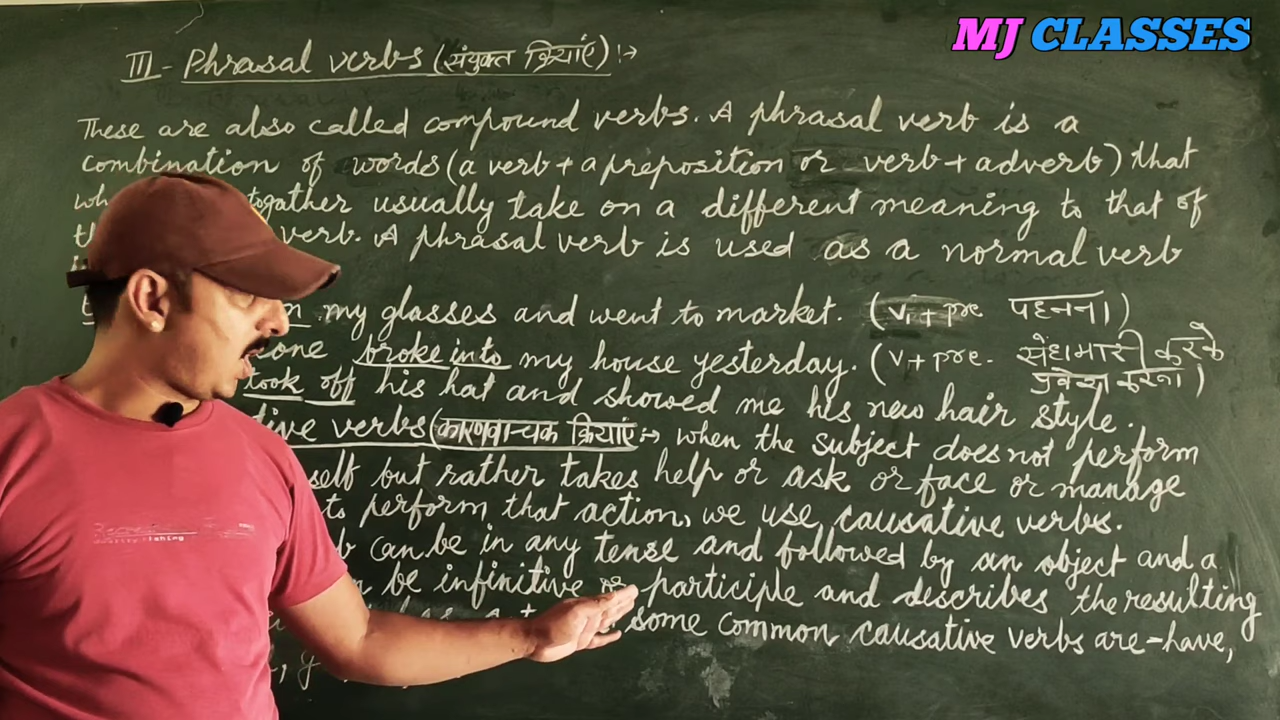 MJ CLASSES
III - Phrasal verbs (संयुक्त क्रियाएं) :→
These are also called compound verbs. A phrasal verb is a
combination of words (a verb + a preposition or verb + adverb) that
together usually take on a different meaning to that of
verb. A phrasal verb is used as a normal verb
my glasses and went to market. (V₁ + pre पहनना)
broke into my house yesterday. (V + pre. सेंधमारी करके
प्रवेश करना)
took off his hat and showed me his new hair style.
tive verbs (कारणवाच्यक क्रियाएं :→ when the subject does not perform
self but rather takes help or ask or face or manage
to perform that action, we use causative verbs.
can be in any tense and followed by an object and a
be infinitive or participle and describes the resulting
some common causative verbs are - have,